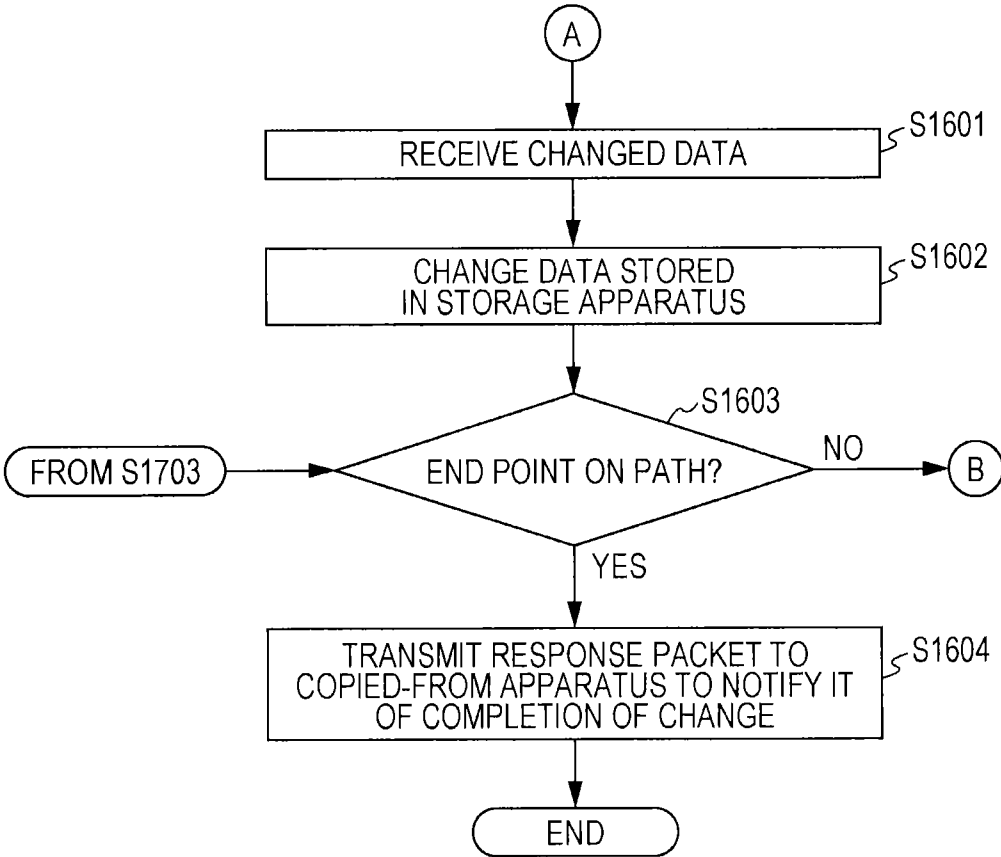 A
RECEIVE CHANGED DATA
S1601
CHANGE DATA STORED
IN STORAGE APPARATUS
S1602
FROM S1703
END POINT ON PATH?
S1603
NO
B
YES
TRANSMIT RESPONSE PACKET TO
COPIED-FROM APPARATUS TO NOTIFY IT
OF COMPLETION OF CHANGE
S1604
END